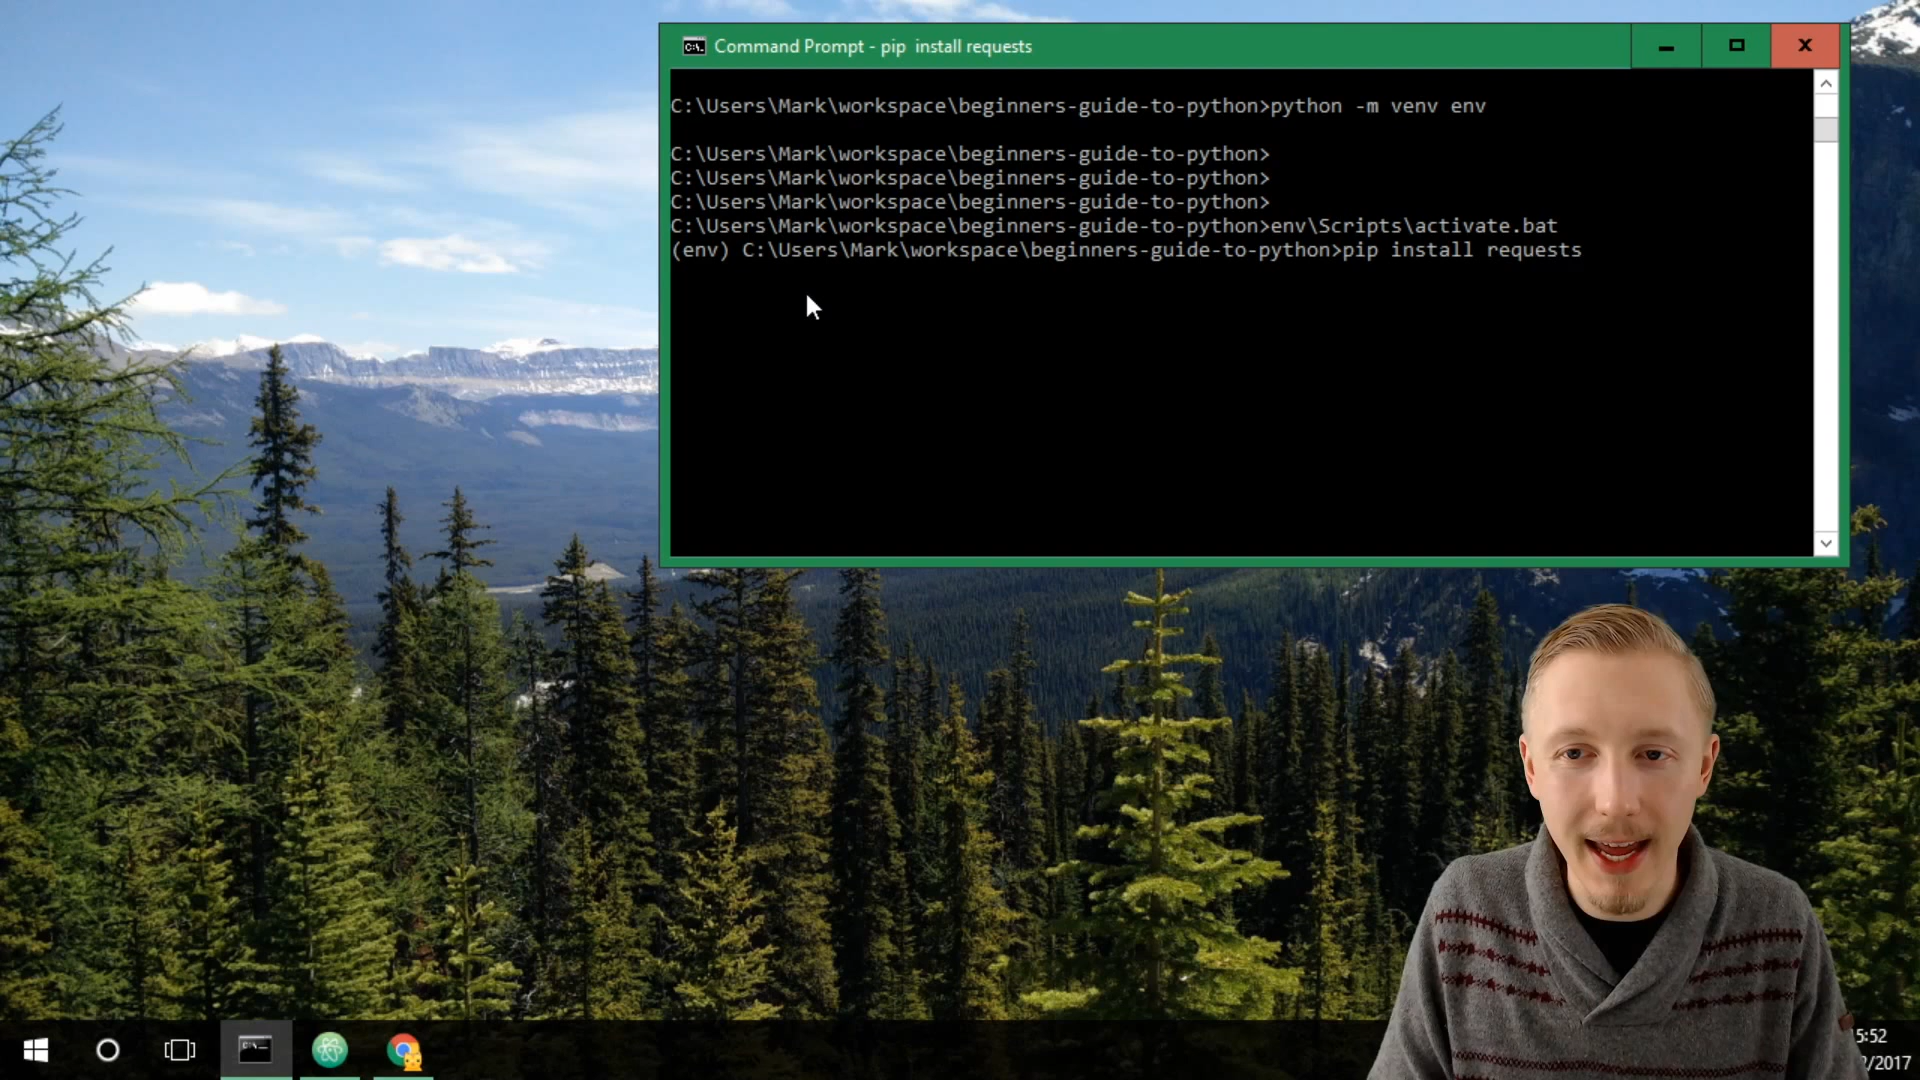 Command Prompt - pip  install requests
C:\Users\Mark\workspace\beginners-guide-to-python>python -m venv env
C:\Users\Mark\workspace\beginners-guide-to-python>
C:\Users\Mark\workspace\beginners-guide-to-python>
C:\Users\Mark\workspace\beginners-guide-to-python>
C:\Users\Mark\workspace\beginners-guide-to-python>env\Scripts\activate.bat
(env) C:\Users\Mark\workspace\beginners-guide-to-python>pip install requests
5:52
/2017